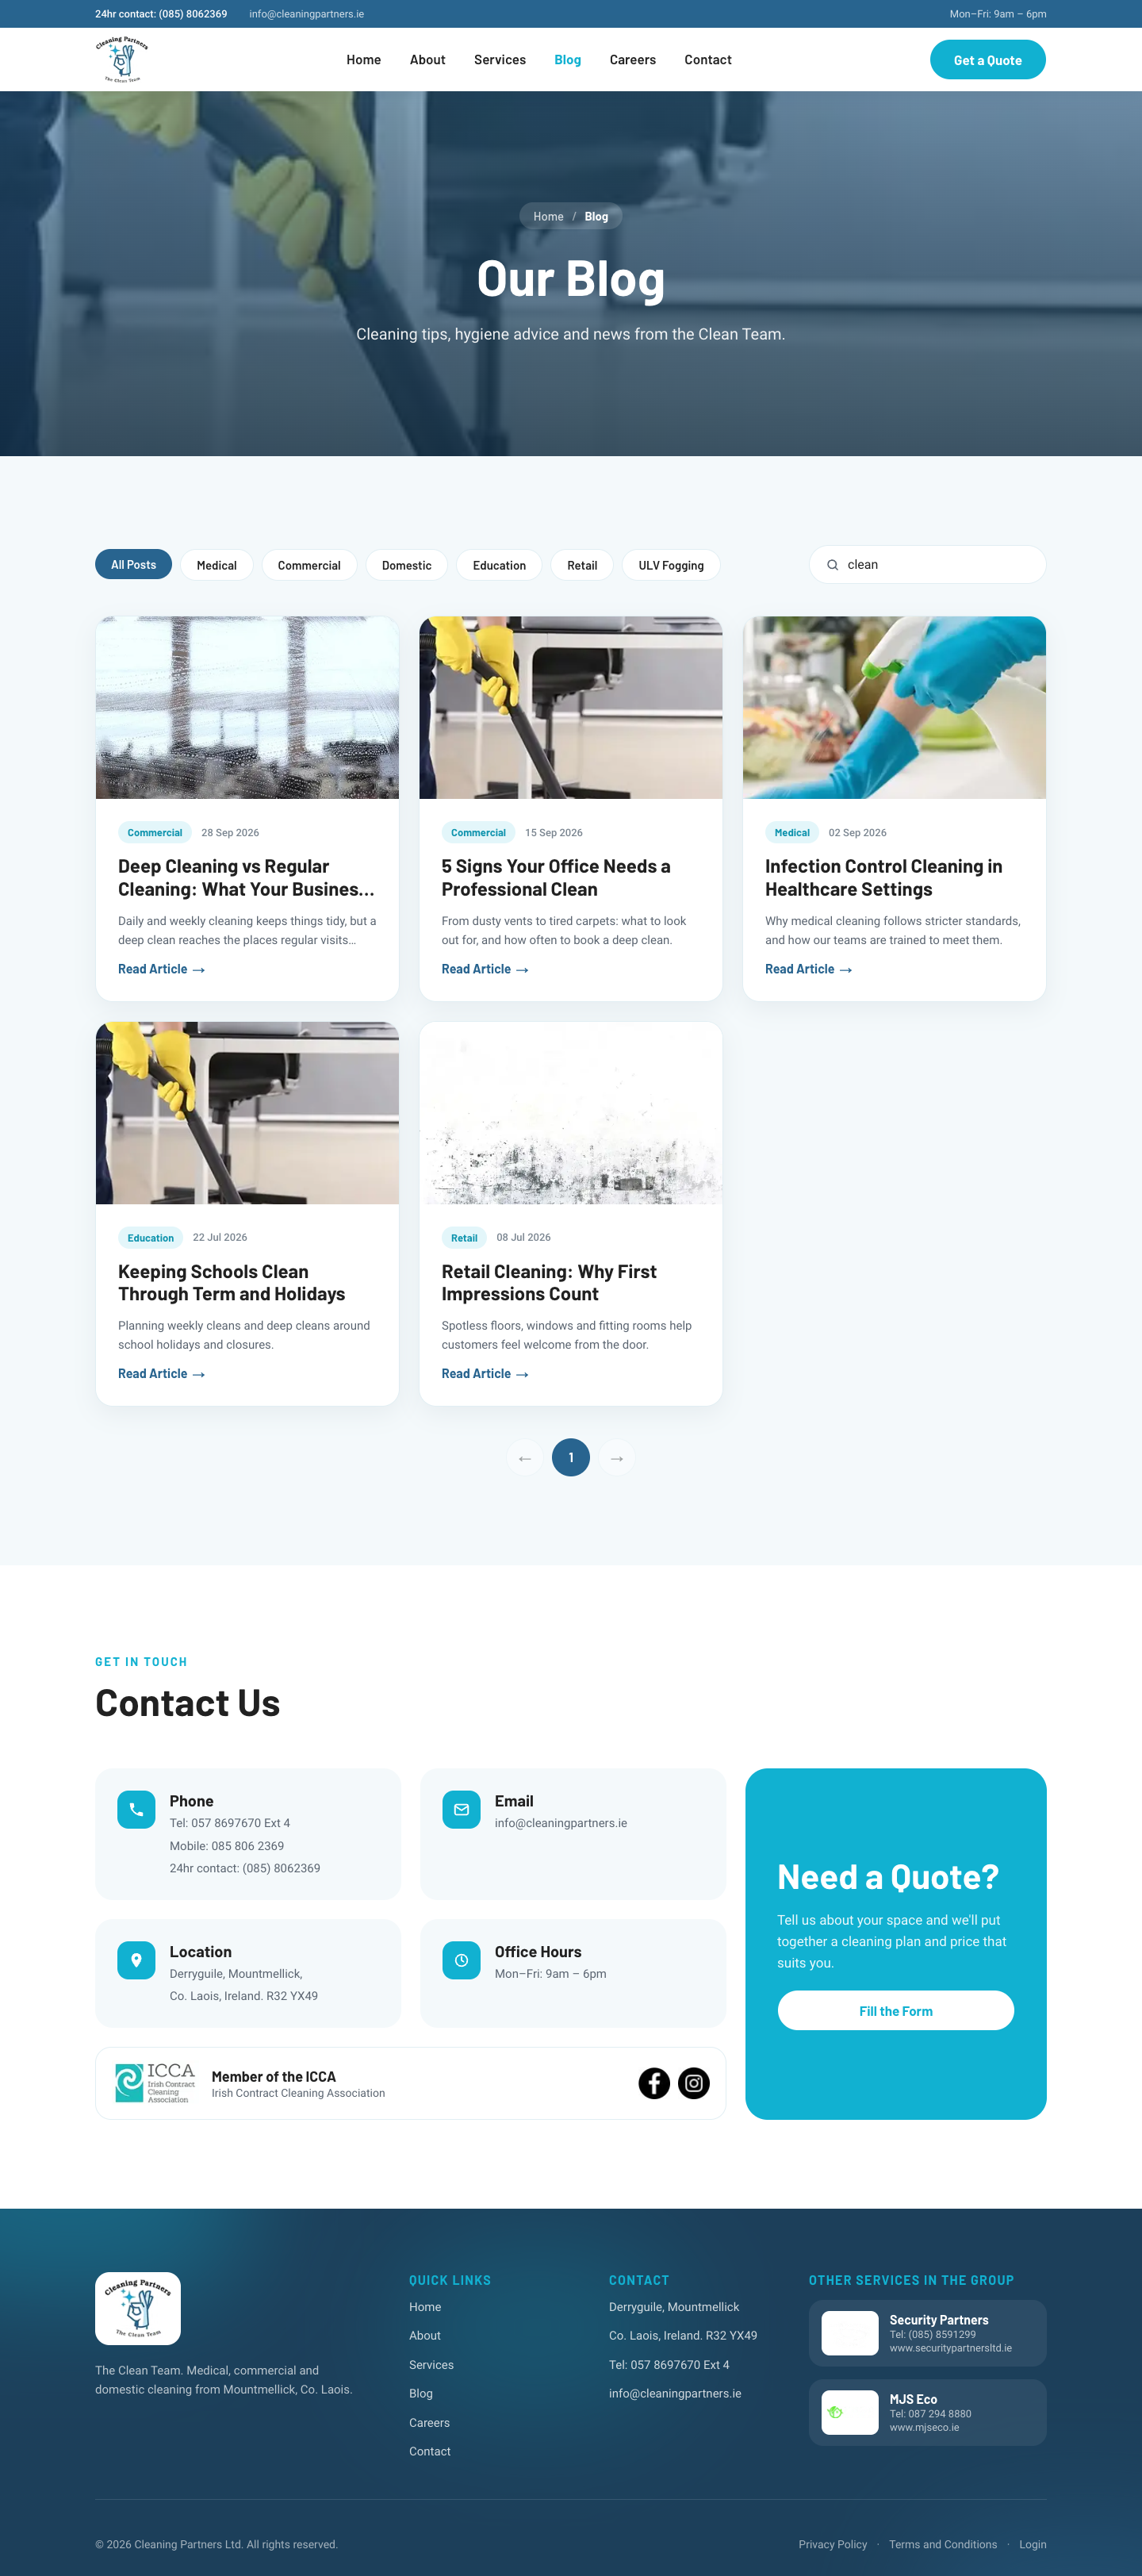 24hr contact: (085) 8062369 info@cleaningpartners.ie Mon–Fri: 9am – 6pm
Cleaning Partners
The Clean Team
Home About Services Blog Careers Contact
Get a Quote
Home / Blog
Our Blog
Cleaning tips, hygiene advice and news from the Clean Team.
All Posts Medical Commercial Domestic Education Retail ULV Fogging
clean
Commercial 28 Sep 2026
Deep Cleaning vs Regular
Cleaning: What Your Busines…
Daily and weekly cleaning keeps things tidy, but a
deep clean reaches the places regular visits…
Read Article →
Commercial 15 Sep 2026
5 Signs Your Office Needs a
Professional Clean
From dusty vents to tired carpets: what to look
out for, and how often to book a deep clean.
Read Article →
Medical 02 Sep 2026
Infection Control Cleaning in
Healthcare Settings
Why medical cleaning follows stricter standards,
and how our teams are trained to meet them.
Read Article →
Education 22 Jul 2026
Keeping Schools Clean
Through Term and Holidays
Planning weekly cleans and deep cleans around
school holidays and closures.
Read Article →
Retail 08 Jul 2026
Retail Cleaning: Why First
Impressions Count
Spotless floors, windows and fitting rooms help
customers feel welcome from the door.
Read Article →
← 1 →
GET IN TOUCH
Contact Us
Phone
Tel: 057 8697670 Ext 4
Mobile: 085 806 2369
24hr contact: (085) 8062369
Email
info@cleaningpartners.ie
Location
Derryguile, Mountmellick,
Co. Laois, Ireland. R32 YX49
Office Hours
Mon–Fri: 9am – 6pm
ICCA
Irish Contract
Cleaning
Association
Member of the ICCA
Irish Contract Cleaning Association
Need a Quote?
Tell us about your space and we'll put
together a cleaning plan and price that
suits you.
Fill the Form
Cleaning Partners
The Clean Team
The Clean Team. Medical, commercial and
domestic cleaning from Mountmellick, Co. Laois.
QUICK LINKS
Home
About
Services
Blog
Careers
Contact
CONTACT
Derryguile, Mountmellick
Co. Laois, Ireland. R32 YX49
Tel: 057 8697670 Ext 4
info@cleaningpartners.ie
OTHER SERVICES IN THE GROUP
Security Partners
Tel: (085) 8591299
www.securitypartnersltd.ie
MJS Eco
Tel: 087 294 8880
www.mjseco.ie
© 2026 Cleaning Partners Ltd. All rights reserved.
Privacy Policy · Terms and Conditions · Login